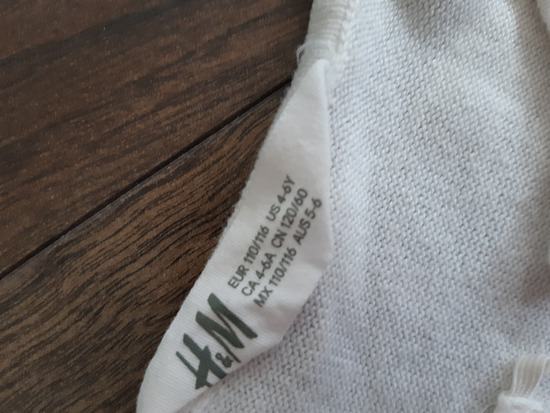 EUR 110/116 US 4-6Y
CA 4-6A CN 120/60
MX 110/116 AUS 5-6
H&M